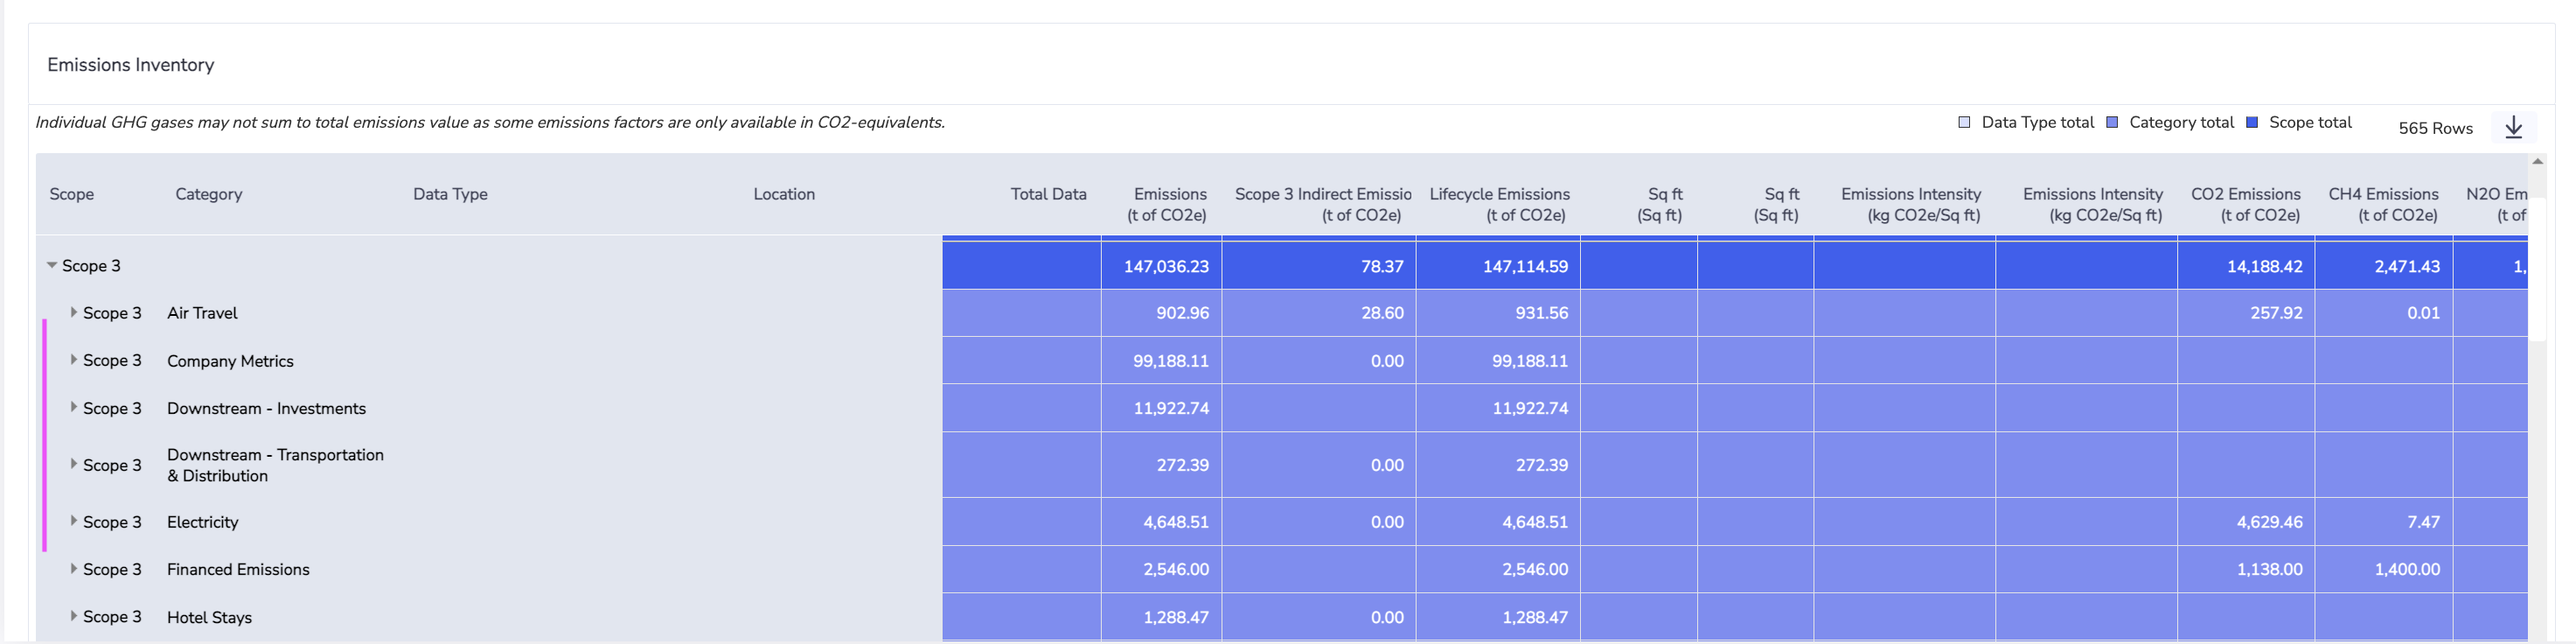 Emissions Inventory
Individual GHG gases may not sum to total emissions value as some emissions factors are only available in CO2-equivalents.
Data Type total Category total Scope total 565 Rows
Scope Category Data Type Location Total Data Emissions Scope 3 Indirect Emissio Lifecycle Emissions Sq ft Sq ft Emissions Intensity Emissions Intensity CO2 Emissions CH4 Emissions N2O Em
(t of CO2e) (t of CO2e) (t of CO2e) (Sq ft) (Sq ft) (kg CO2e/Sq ft) (kg CO2e/Sq ft) (t of CO2e) (t of CO2e) (t of
Scope 3 147,036.23 78.37 147,114.59 14,188.42 2,471.43 1,
Scope 3 Air Travel 902.96 28.60 931.56 257.92 0.01
Scope 3 Company Metrics 99,188.11 0.00 99,188.11
Scope 3 Downstream - Investments 11,922.74 11,922.74
Scope 3 Downstream - Transportation
& Distribution 272.39 0.00 272.39
Scope 3 Electricity 4,648.51 0.00 4,648.51 4,629.46 7.47
Scope 3 Financed Emissions 2,546.00 2,546.00 1,138.00 1,400.00
Scope 3 Hotel Stays 1,288.47 0.00 1,288.47